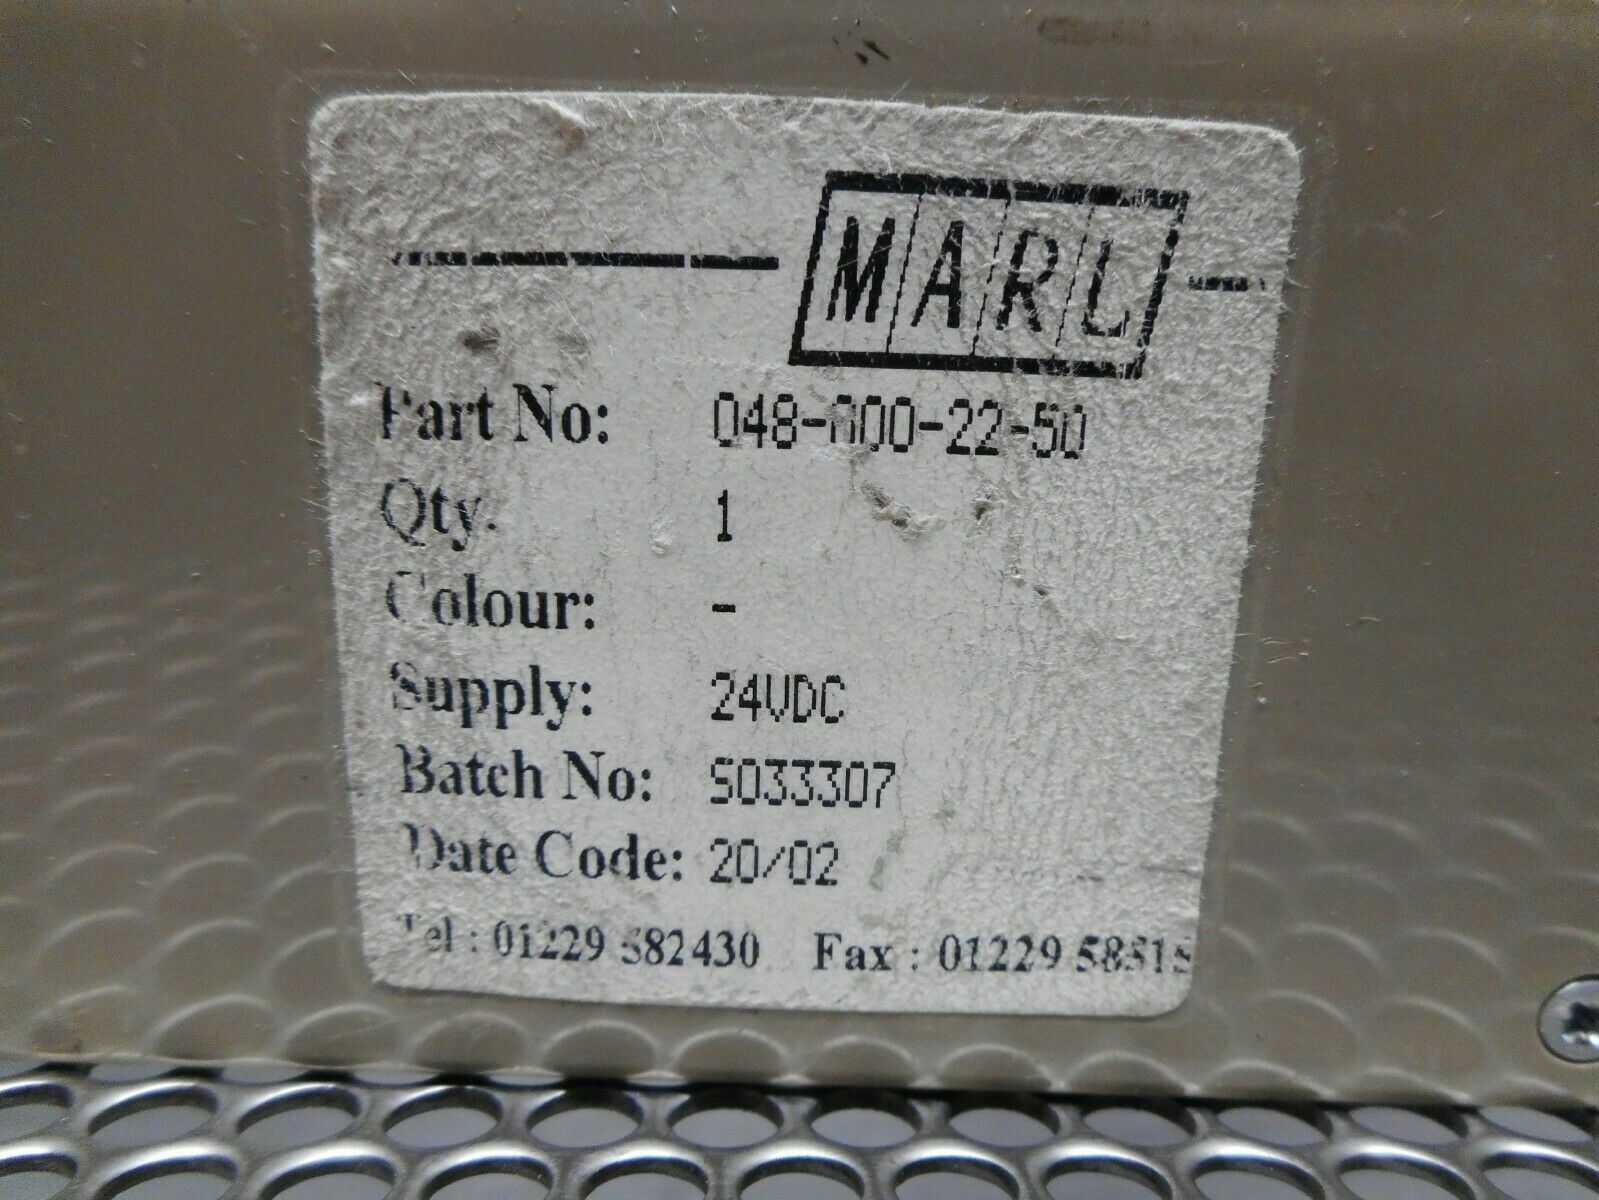 MARL
Part No: 048-000-22-50
Qty. 1
Colour: -
Supply: 24VDC
Batch No: S033307
Date Code: 20/02
Tel : 01229 582430 Fax : 01229 58515